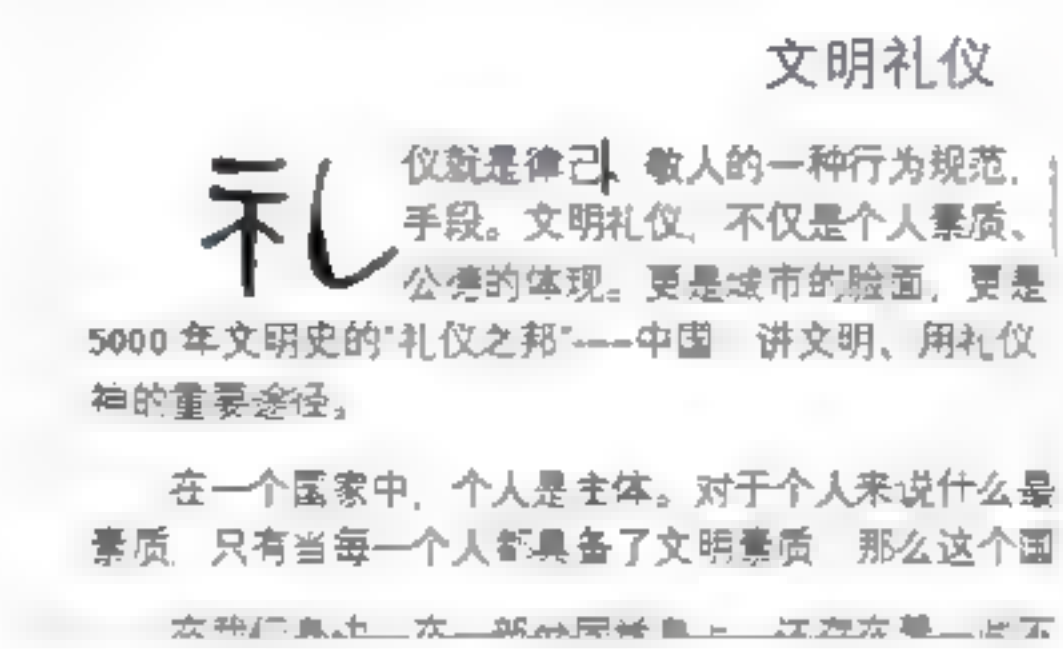 文明礼仪
礼
仪就是律己、敬人的一种行为规范,
手段。文明礼仪, 不仅是个人素质、
公德的体现。更是城市的脸面, 更是
5000 年文明史的"礼仪之邦"---中国 讲文明、用礼仪
神的重要途径。
在一个国家中, 个人是主体。对于个人来说什么是
素质, 只有当每一个人都具备了文明素质 那么这个国